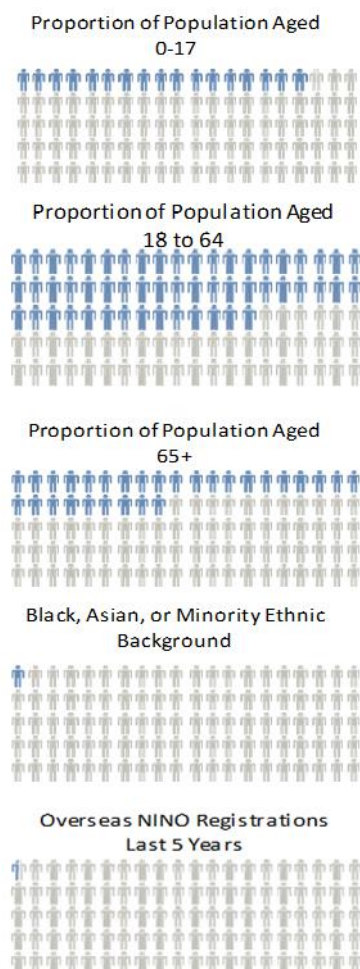 Proportion of Population Aged
0-17
Proportion of Population Aged
18 to 64
Proportion of Population Aged
65+
Black, Asian, or Minority Ethnic
Background
Overseas NINO Registrations
Last 5 Years